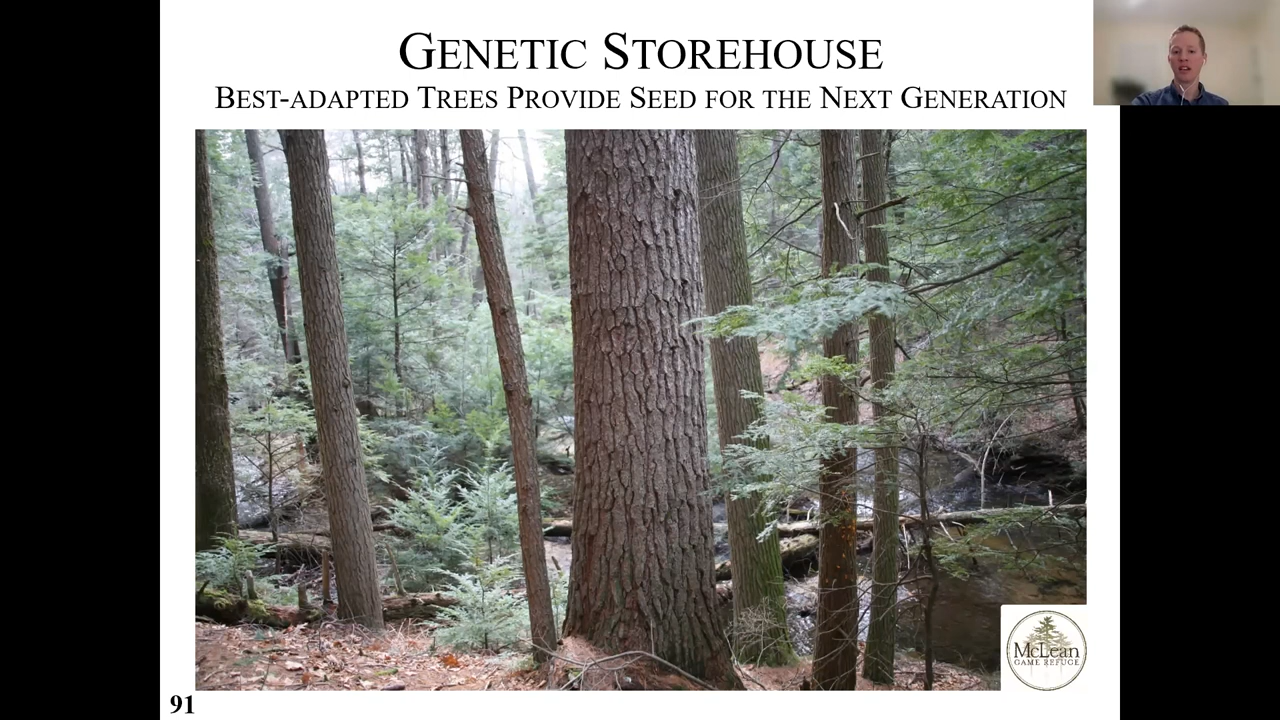 GENETIC STOREHOUSE
BEST-ADAPTED TREES PROVIDE SEED FOR THE NEXT GENERATION
McLean
GAME REFUGE
91